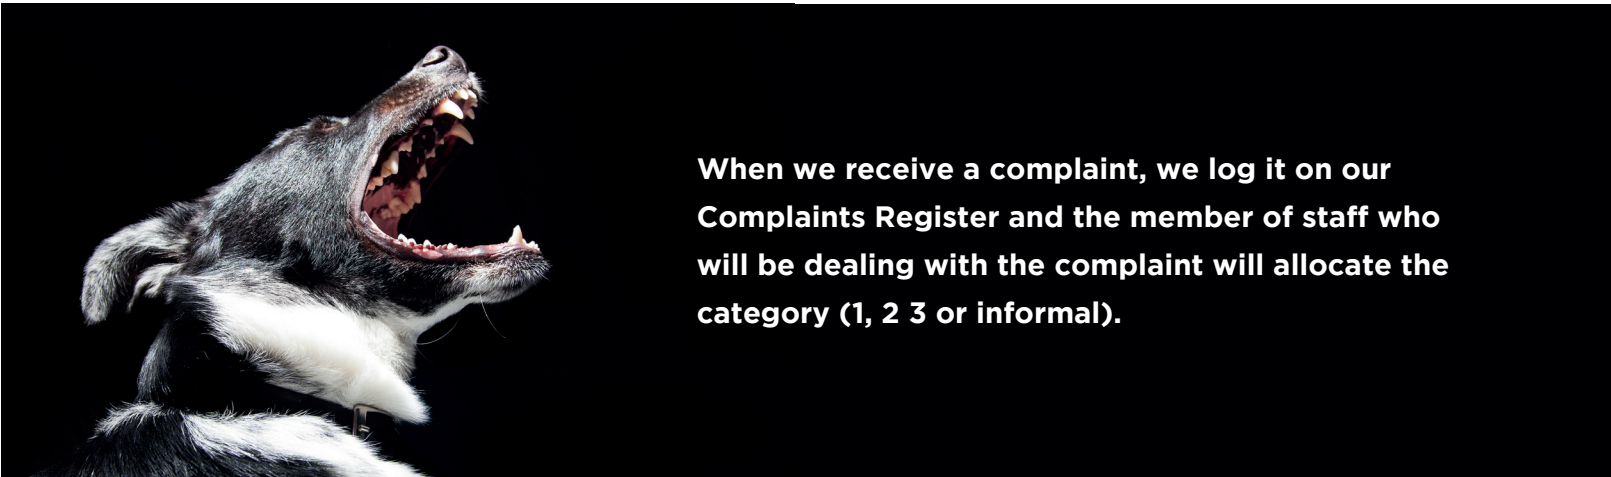 When we receive a complaint, we log it on our
Complaints Register and the member of staff who
will be dealing with the complaint will allocate the
category (1, 2 3 or informal).